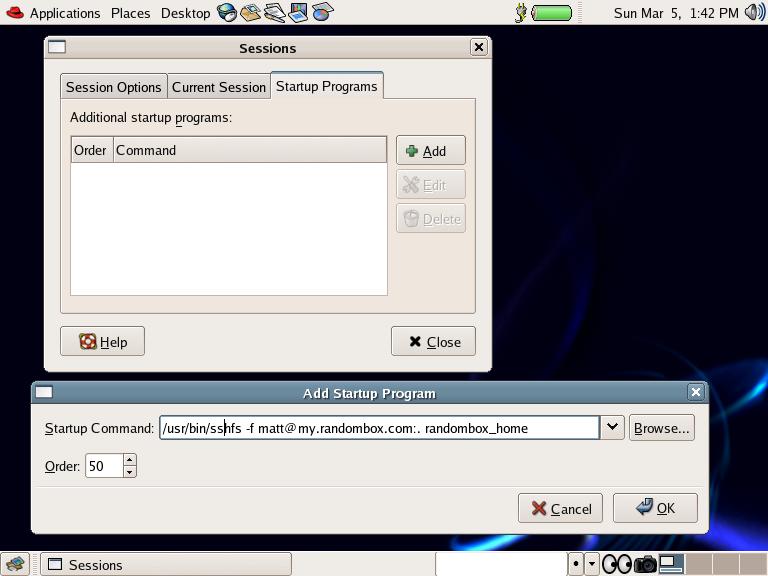 Applications Places Desktop Sun Mar 5, 1:42 PM
Sessions
Session Options Current Session Startup Programs
Additional startup programs:
Order Command
Add
Edit
Delete
Help Close
Add Startup Program
Startup Command: /usr/bin/sshfs -f matt@my.randombox.com:. randombox_home Browse...
Order: 50
Cancel OK
Sessions